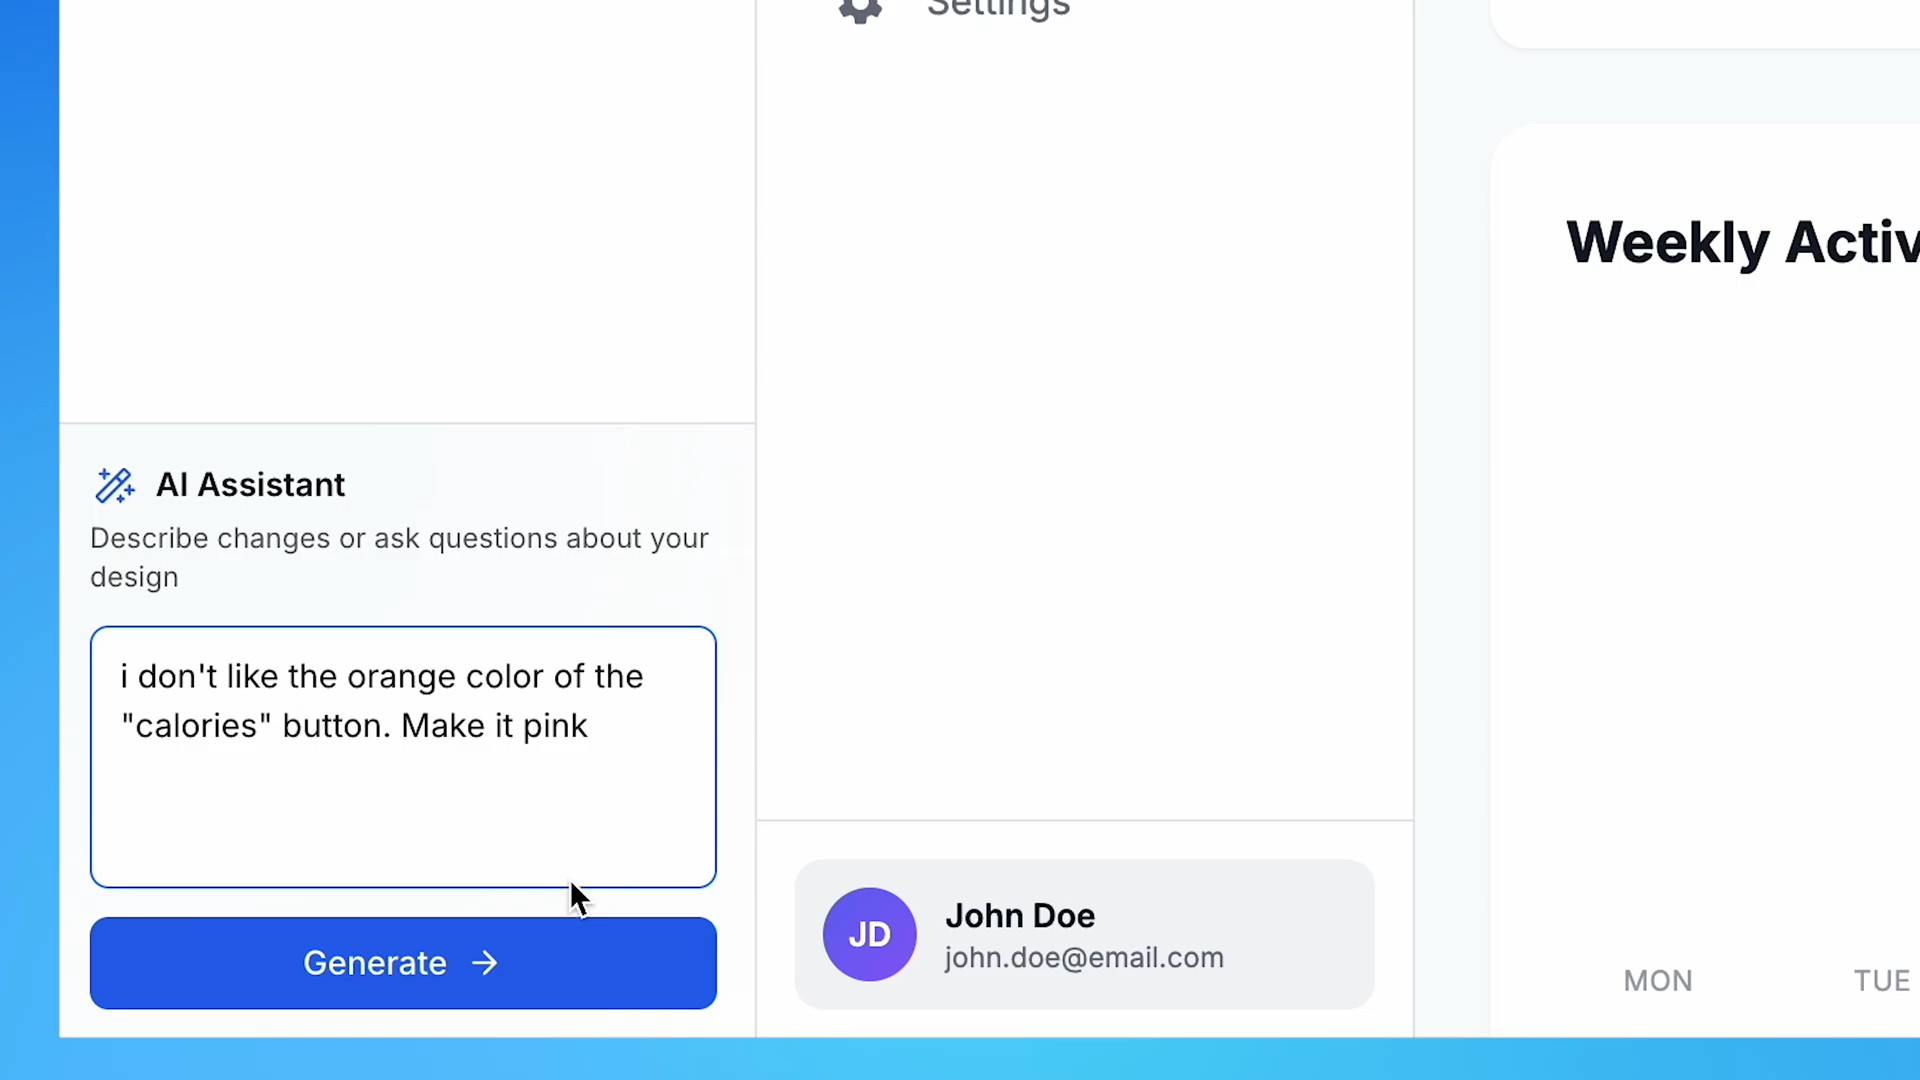 Settings
Weekly Activ
AI Assistant
Describe changes or ask questions about your
design
i don't like the orange color of the
"calories" button. Make it pink
Generate
JD
John Doe
john.doe@email.com
MON
TUE